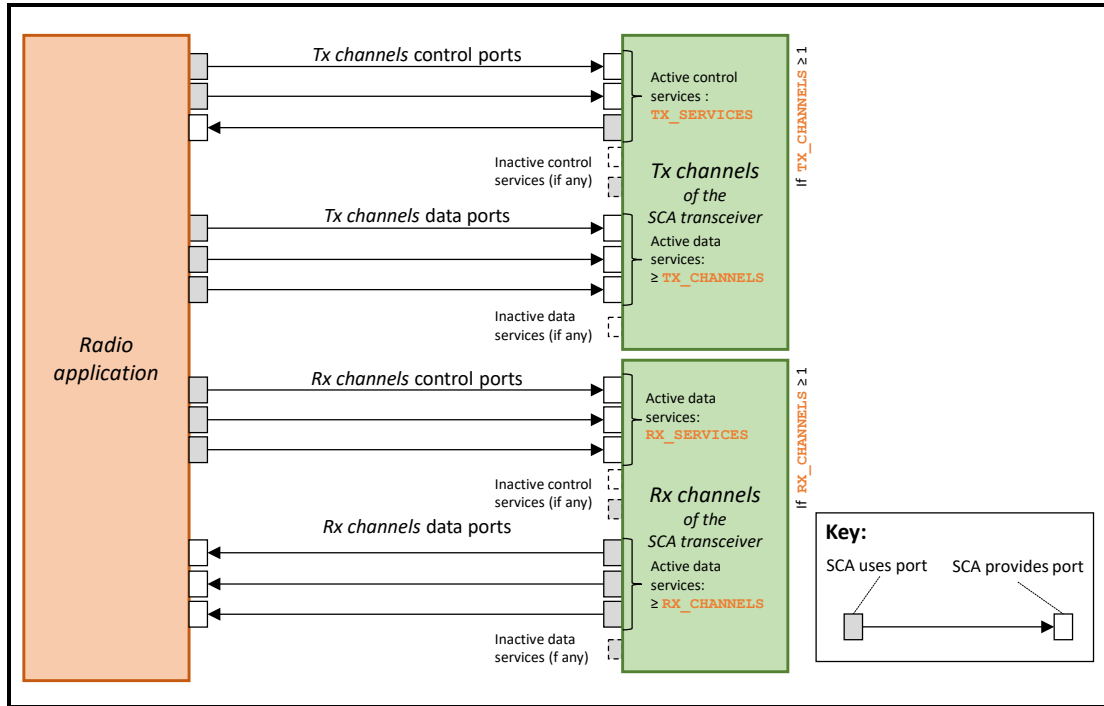 Radio
application
Tx channels control ports
Active control
services :
TX_SERVICES
Inactive control
services (if any)
Tx channels
of the
SCA transceiver
Tx channels data ports
Active data
services:
≥ TX_CHANNELS
Inactive data
services (if any)
If TX_CHANNELS ≥ 1
Rx channels control ports
Active data
services:
RX_SERVICES
Inactive control
services (if any)
Rx channels
of the
SCA transceiver
Rx channels data ports
Active data
services:
≥ RX_CHANNELS
Inactive data
services (f any)
If RX_CHANNELS ≥ 1
Key:
SCA uses port
SCA provides port